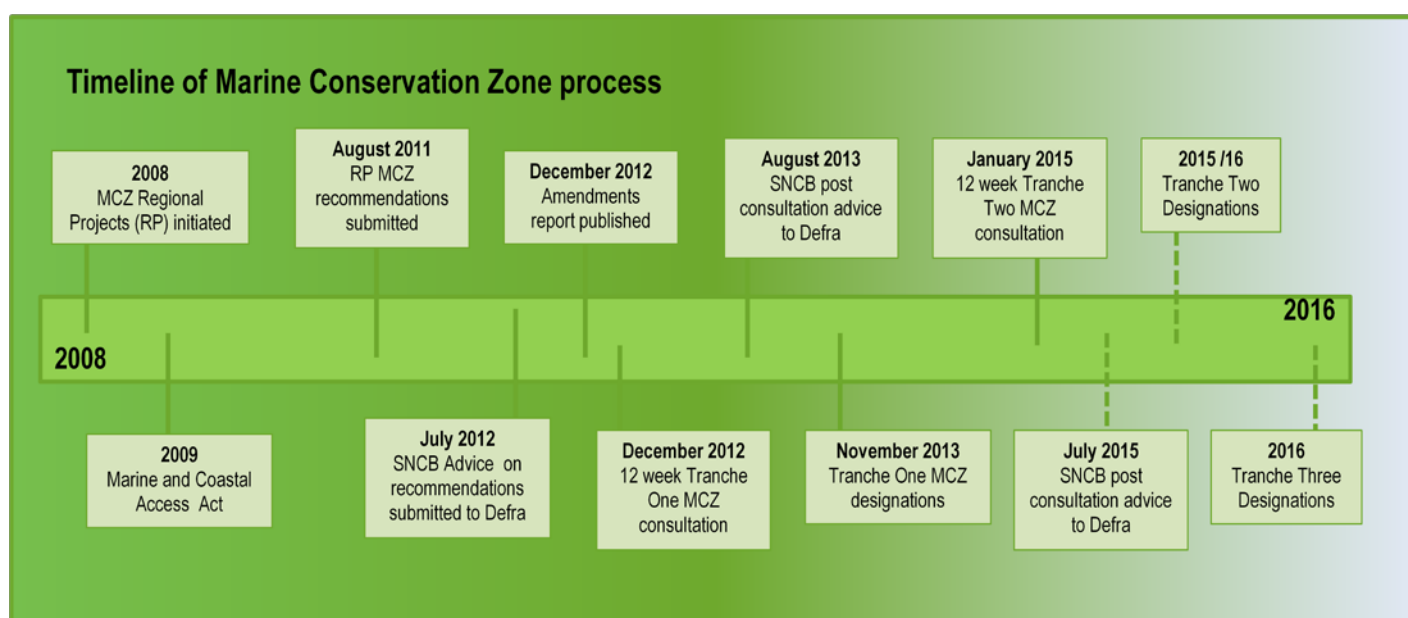 Timeline of Marine Conservation Zone process
2008
MCZ Regional
Projects (RP) initiated
August 2011
RP MCZ
recommendations
submitted
December 2012
Amendments
report published
August 2013
SNCB post
consultation advice
to Defra
January 2015
12 week Tranche
Two MCZ
consultation
2015 /16
Tranche Two
Designations
2008
2016
2009
Marine and Coastal
Access Act
July 2012
SNCB Advice on
recommendations
submitted to Defra
December 2012
12 week Tranche
One MCZ
consultation
November 2013
Tranche One MCZ
designations
July 2015
SNCB post
consultation advice
to Defra
2016
Tranche Three
Designations